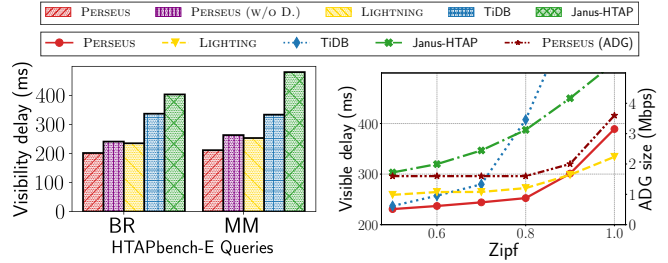 PERSEUS PERSEUS (W/O D.) LIGHTNING TiDB Janus-HTAP
PERSEUS LIGHTING TiDB Janus-HTAP PERSEUS (ADG)
Visibility delay (ms)
400
300
200
100
0
BR MM
HTAPbench-E Queries
Visible delay (ms)
400
300
200
0.6 0.8 1.0
Zipf
4
3
2
1
0
ADG size (Mbps)